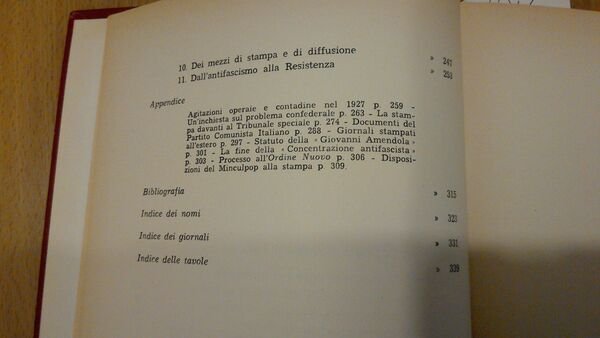 10. Dei mezzi di stampa e di diffusione » 247
11. Dall'antifascismo alla Resistenza » 253
Appendice
Agitazioni operaie e contadine nel 1927 p. 259 -
Un'inchiesta sul problema confederale p. 263 - La stam-
pa davanti al Tribunale speciale p. 274 - Documenti del
Partito Comunista Italiano p. 288 - Giornali stampati
all'estero p. 297 - Statuto della «Giovanni Amendola»
p. 301 - La fine della «Concentrazione antifascista»
p. 303 - Processo all'Ordine Nuovo p. 306 - Disposi-
zioni del Minculpop alla stampa p. 309.
Bibliografia » 315
Indice dei nomi » 323
Indice dei giornali » 331
Indice delle tavole » 339